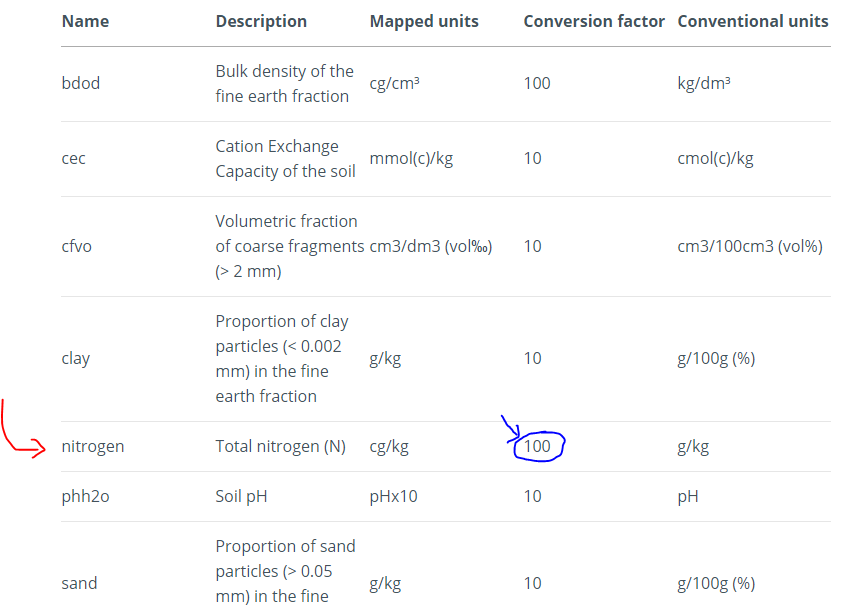 Name Description Mapped units Conversion factor Conventional units
bdod Bulk density of the fine earth fraction cg/cm³ 100 kg/dm³
cec Cation Exchange Capacity of the soil mmol(c)/kg 10 cmol(c)/kg
cfvo Volumetric fraction of coarse fragments (> 2 mm) cm3/dm3 (vol‰) 10 cm3/100cm3 (vol%)
clay Proportion of clay particles (< 0.002 mm) in the fine earth fraction g/kg 10 g/100g (%)
nitrogen Total nitrogen (N) cg/kg 100 g/kg
phh2o Soil pH pHx10 10 pH
sand Proportion of sand particles (> 0.05 mm) in the fine g/kg 10 g/100g (%)